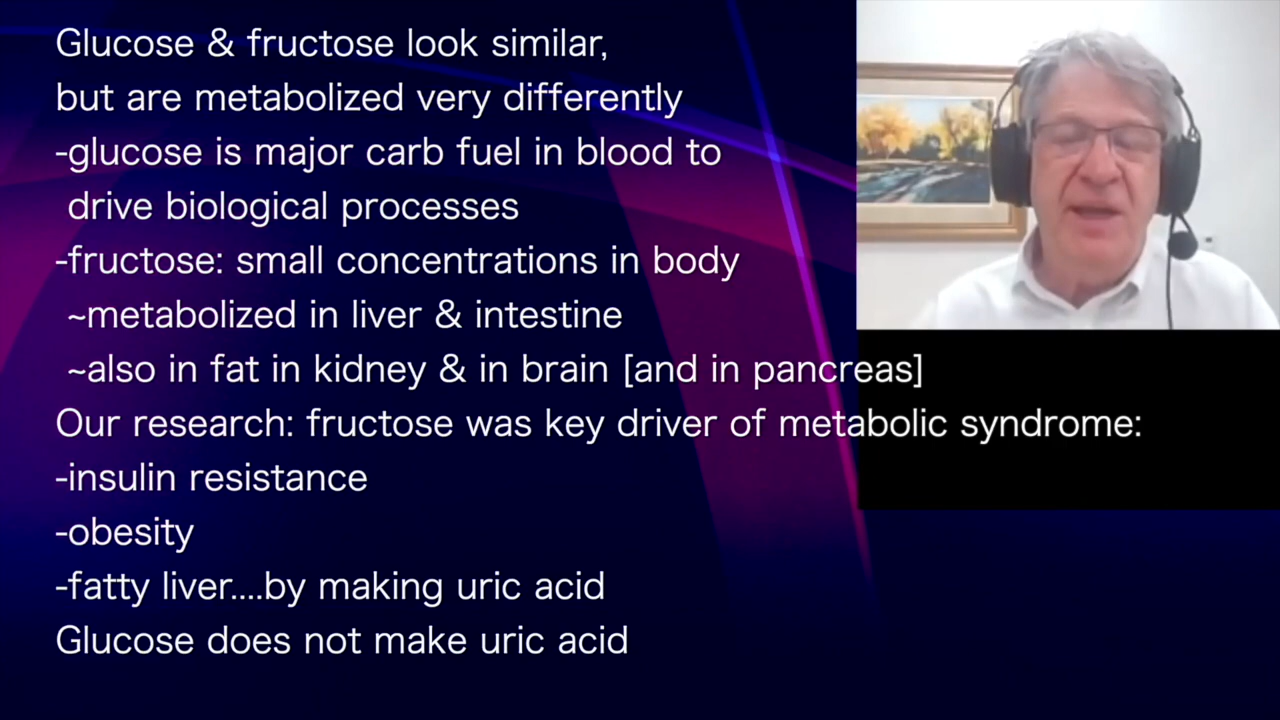 Glucose & fructose look similar,
but are metabolized very differently
-glucose is major carb fuel in blood to
drive biological processes
-fructose: small concentrations in body
~metabolized in liver & intestine
~also in fat in kidney & in brain [and in pancreas]
Our research: fructose was key driver of metabolic syndrome:
-insulin resistance
-obesity
-fatty liver....by making uric acid
Glucose does not make uric acid